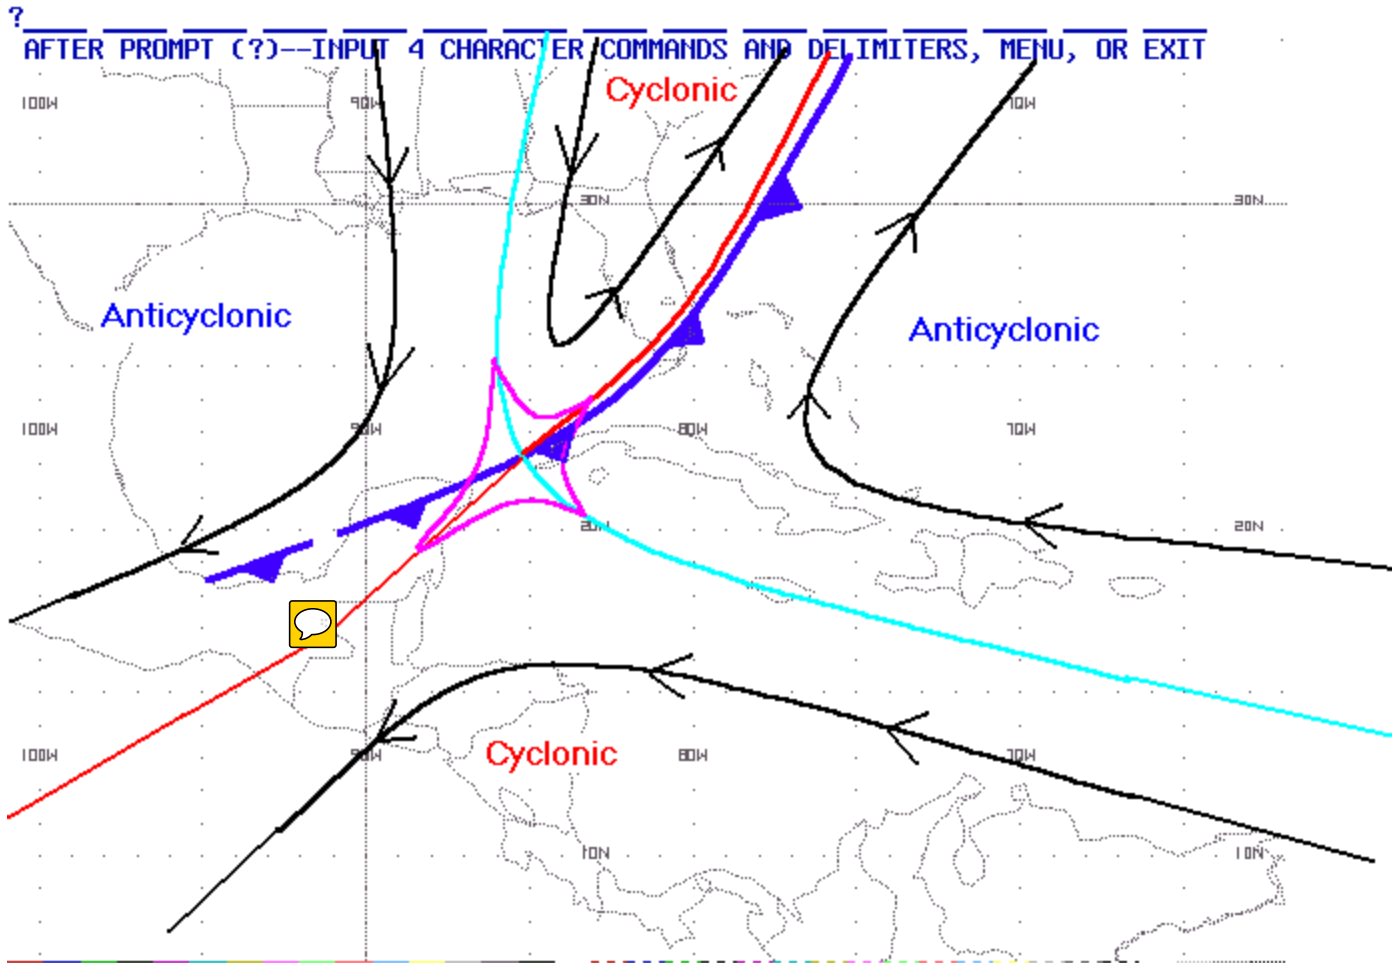 ?
AFTER PROMPT (?)--INPUT 4 CHARACTER COMMANDS AND DELIMITERS, MENU, OR EXIT
Cyclonic
100W 90W 70W
30N 30N
Anticyclonic Anticyclonic
100W 90W 80W 70W
20N 20N
Cyclonic
100W 90W 80W 70W
10N 10N